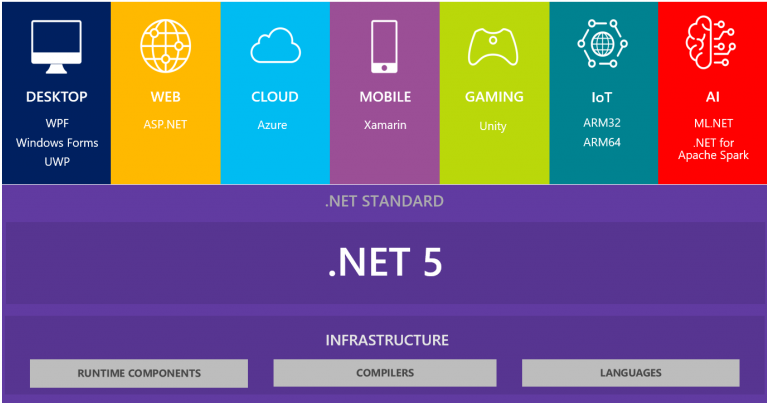 DESKTOP
WPF
Windows Forms
UWP
WEB
ASP.NET
CLOUD
Azure
MOBILE
Xamarin
GAMING
Unity
IoT
ARM32
ARM64
AI
ML.NET
.NET for
Apache Spark
.NET STANDARD
.NET 5
INFRASTRUCTURE
RUNTIME COMPONENTS
COMPILERS
LANGUAGES